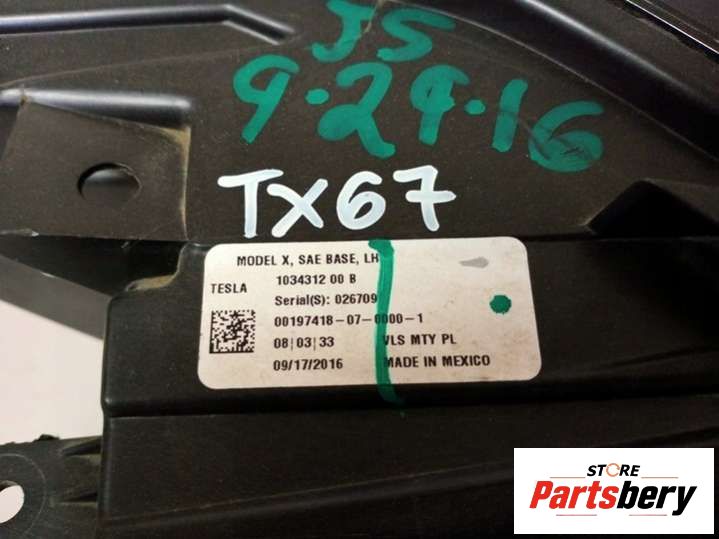 JS
9.29.16
TX67
MODEL X, SAE BASE, LH
TESLA
1034312 00 B
Serial(S): 026709
00197418-07-0000-1
08|03|33 VLS MTY PL
09/17/2016 MADE IN MEXICO
STORE
Partsbery